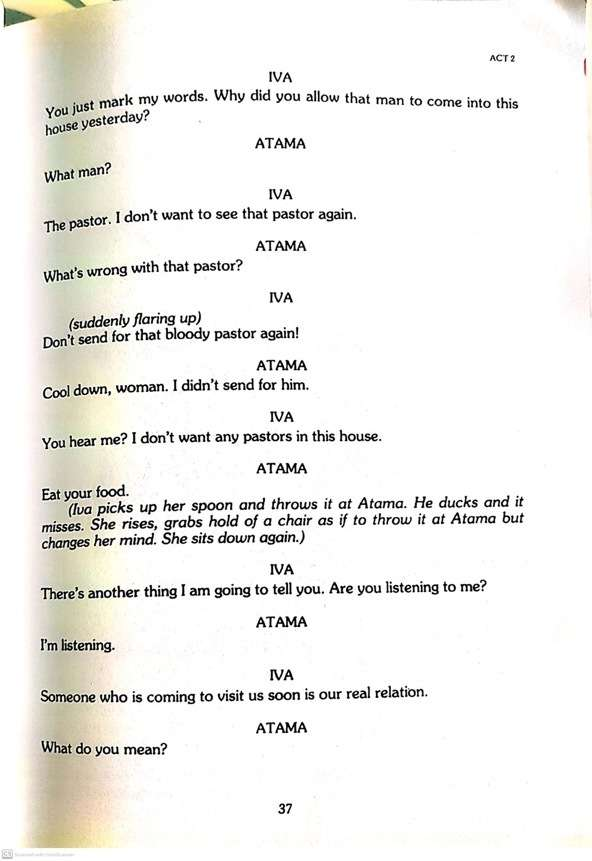 ACT 2
IVA
You just mark my words. Why did you allow that man to come into this
house yesterday?
ATAMA
What man?
IVA
The pastor. I don't want to see that pastor again.
ATAMA
What's wrong with that pastor?
IVA
(suddenly flaring up)
Don't send for that bloody pastor again!
ATAMA
Cool down, woman. I didn't send for him.
IVA
You hear me? I don't want any pastors in this house.
ATAMA
Eat your food.
(Iva picks up her spoon and throws it at Atama. He ducks and it
misses. She rises, grabs hold of a chair as if to throw it at Atama but
changes her mind. She sits down again.)
IVA
There's another thing I am going to tell you. Are you listening to me?
ATAMA
I'm listening.
IVA
Someone who is coming to visit us soon is our real relation.
ATAMA
What do you mean?
37
CS Scanned with CamScanner